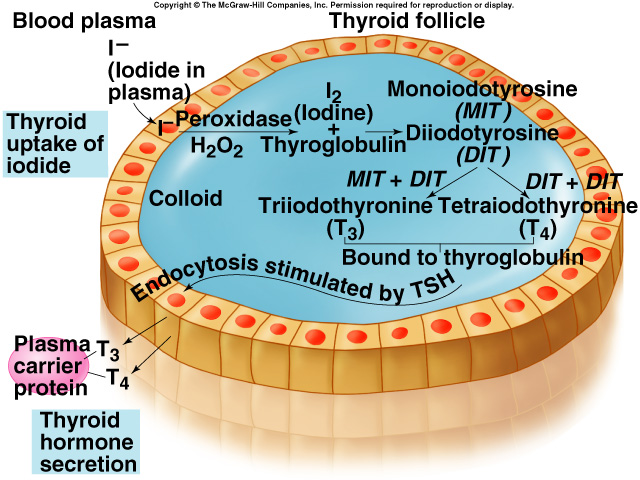 Copyright © The McGraw-Hill Companies, Inc. Permission required for reproduction or display.
Blood plasma
Thyroid follicle
I–
(Iodide in
plasma)
Thyroid
uptake of
iodide
I–
Peroxidase
H2O2
I2
(Iodine)
+
Thyroglobulin
Monoiodotyrosine
(MIT)
Diiodotyrosine
(DIT)
MIT + DIT
DIT + DIT
Colloid
Triiodothyronine
(T3)
Tetraiodothyronine
(T4)
Bound to thyroglobulin
Endocytosis stimulated by TSH
Plasma
carrier
protein
T3
T4
Thyroid
hormone
secretion